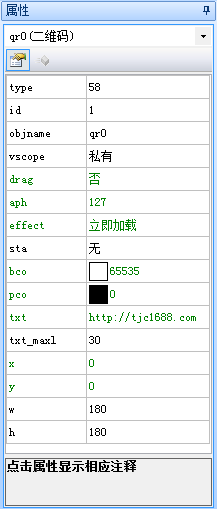 属性
qr0(二维码)
type 58
id 1
objname qr0
vscope 私有
drag 否
aph 127
effect 立即加载
sta 无
bco 65535
pco 0
txt http://tjc1688.com
txt_maxl 30
x 0
y 0
w 180
h 180
点击属性显示相应注释